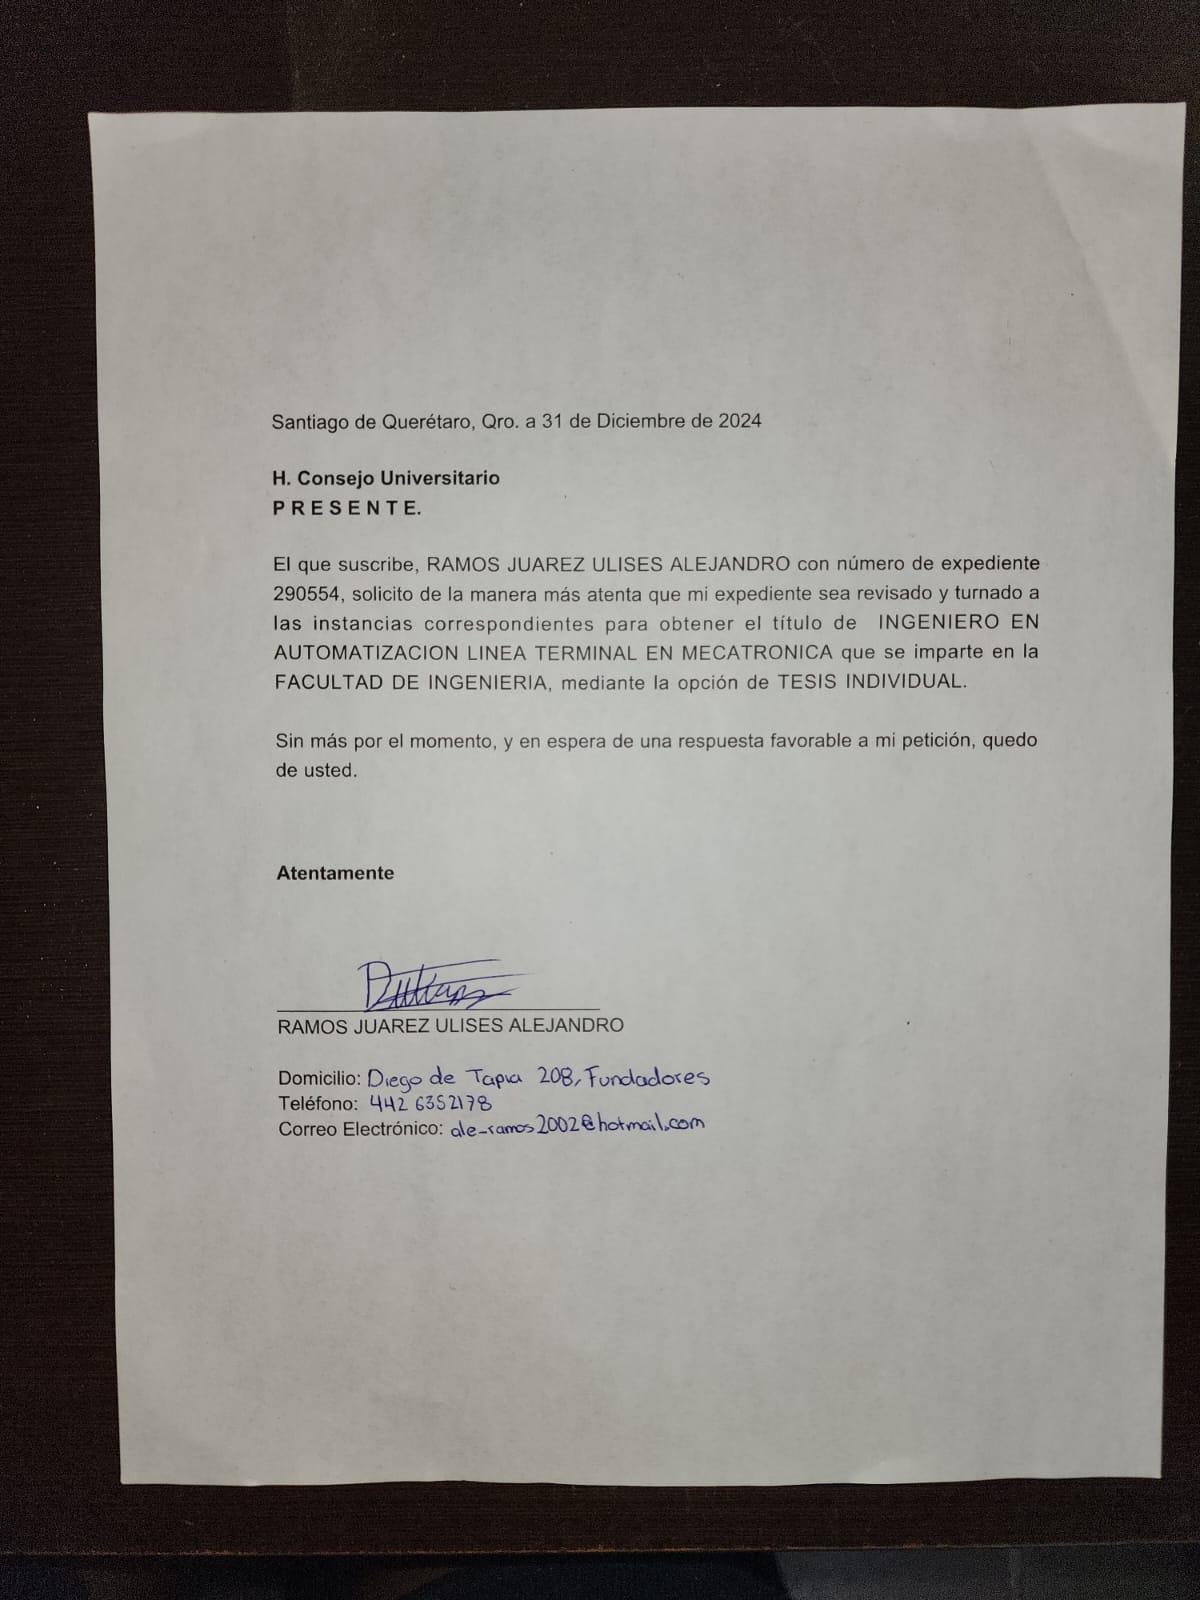 Santiago de Querétaro, Qro. a 31 de Diciembre de 2024
H. Consejo Universitario
P R E S E N T E.
El que suscribe, RAMOS JUAREZ ULISES ALEJANDRO con número de expediente
290554, solicito de la manera más atenta que mi expediente sea revisado y turnado a
las instancias correspondientes para obtener el título de INGENIERO EN
AUTOMATIZACION LINEA TERMINAL EN MECATRONICA que se imparte en la
FACULTAD DE INGENIERIA, mediante la opción de TESIS INDIVIDUAL.
Sin más por el momento, y en espera de una respuesta favorable a mi petición, quedo
de usted.
Atentamente
RAMOS JUAREZ ULISES ALEJANDRO
Domicilio: Diego de Tapia 208, Fundadores
Teléfono: 442 6352178
Correo Electrónico: ale-ramos2002@hotmail.com